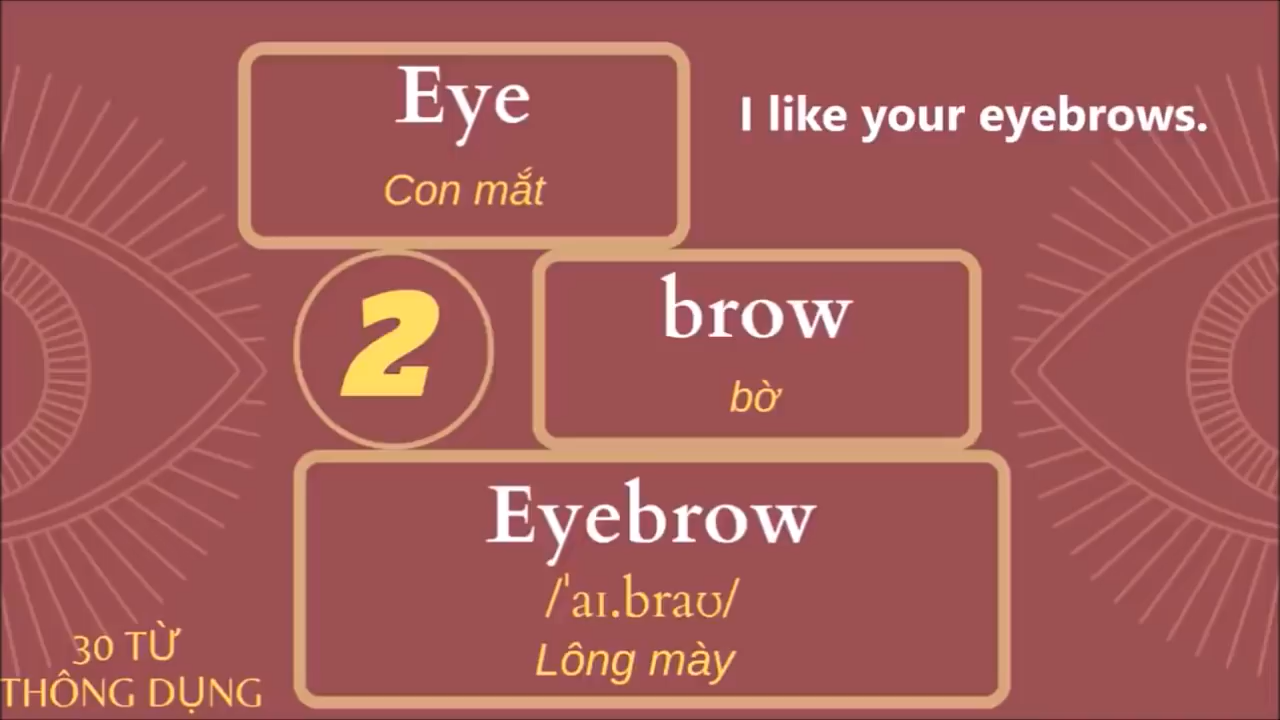 Eye
Con mắt
I like your eyebrows.
2
brow
bờ
Eyebrow
/ˈaɪ.braʊ/
Lông mày
30 TỪ
THÔNG DỤNG